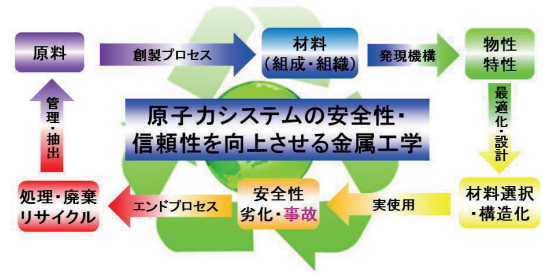 原料
創製プロセス
材料
(組成・組織)
発現機構
物性
特性
最適化・設計
材料選択
・構造化
実使用
安全性
劣化・事故
エンドプロセス
処理・廃棄
リサイクル
管理・抽出
原子力システムの安全性・
信頼性を向上させる金属工学